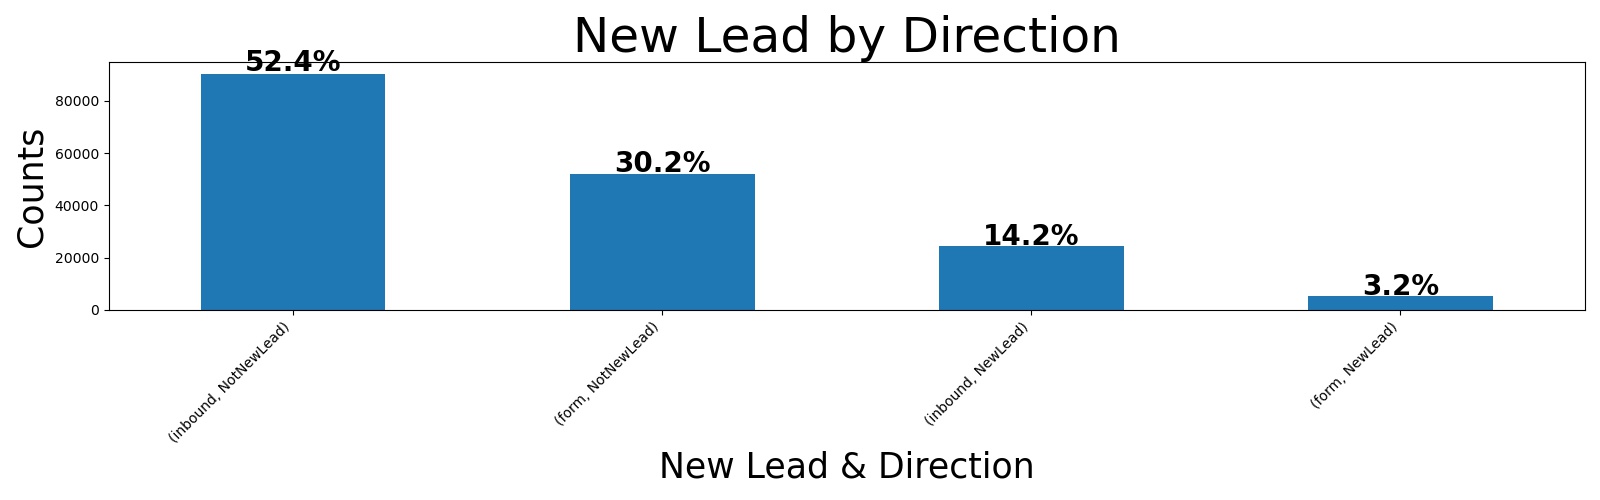 New Lead by Direction
52.4%
30.2%
14.2%
3.2%
Counts
80000
60000
40000
20000
0
(inbound, NotNewLead)
(form, NotNewLead)
(inbound, NewLead)
(form, NewLead)
New Lead & Direction